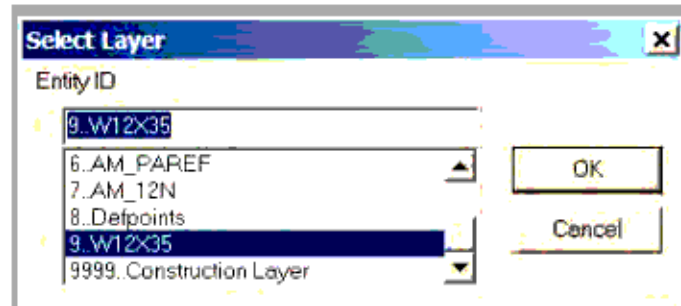 Select Layer
Entity ID
9..W12X35
6..AM_PAREF
7..AM_12N
8..Defpoints
9..W12X35
9999..Construction Layer
OK
Cancel